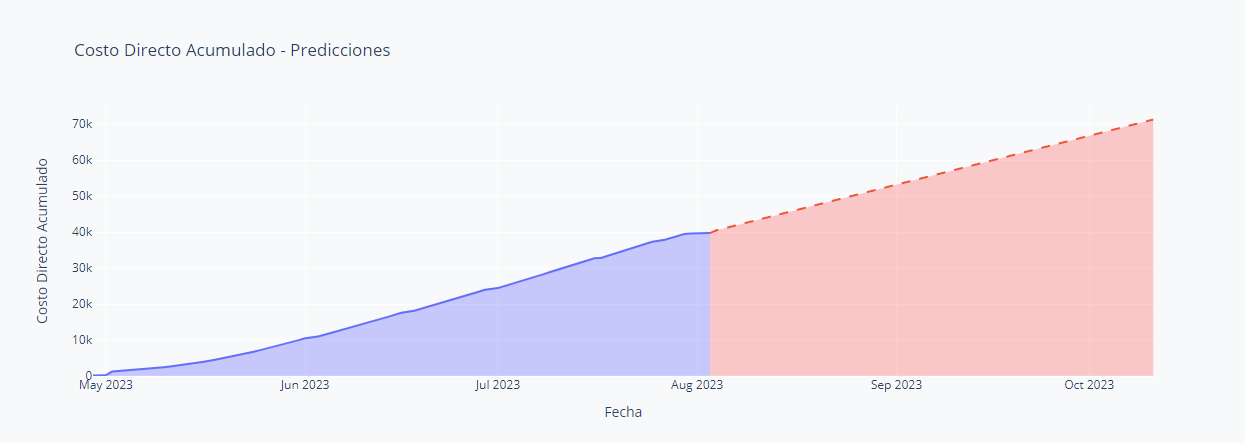 Costo Directo Acumulado - Predicciones
Costo Directo Acumulado
70k
60k
50k
40k
30k
20k
10k
0
May 2023
Jun 2023
Jul 2023
Aug 2023
Sep 2023
Oct 2023
Fecha